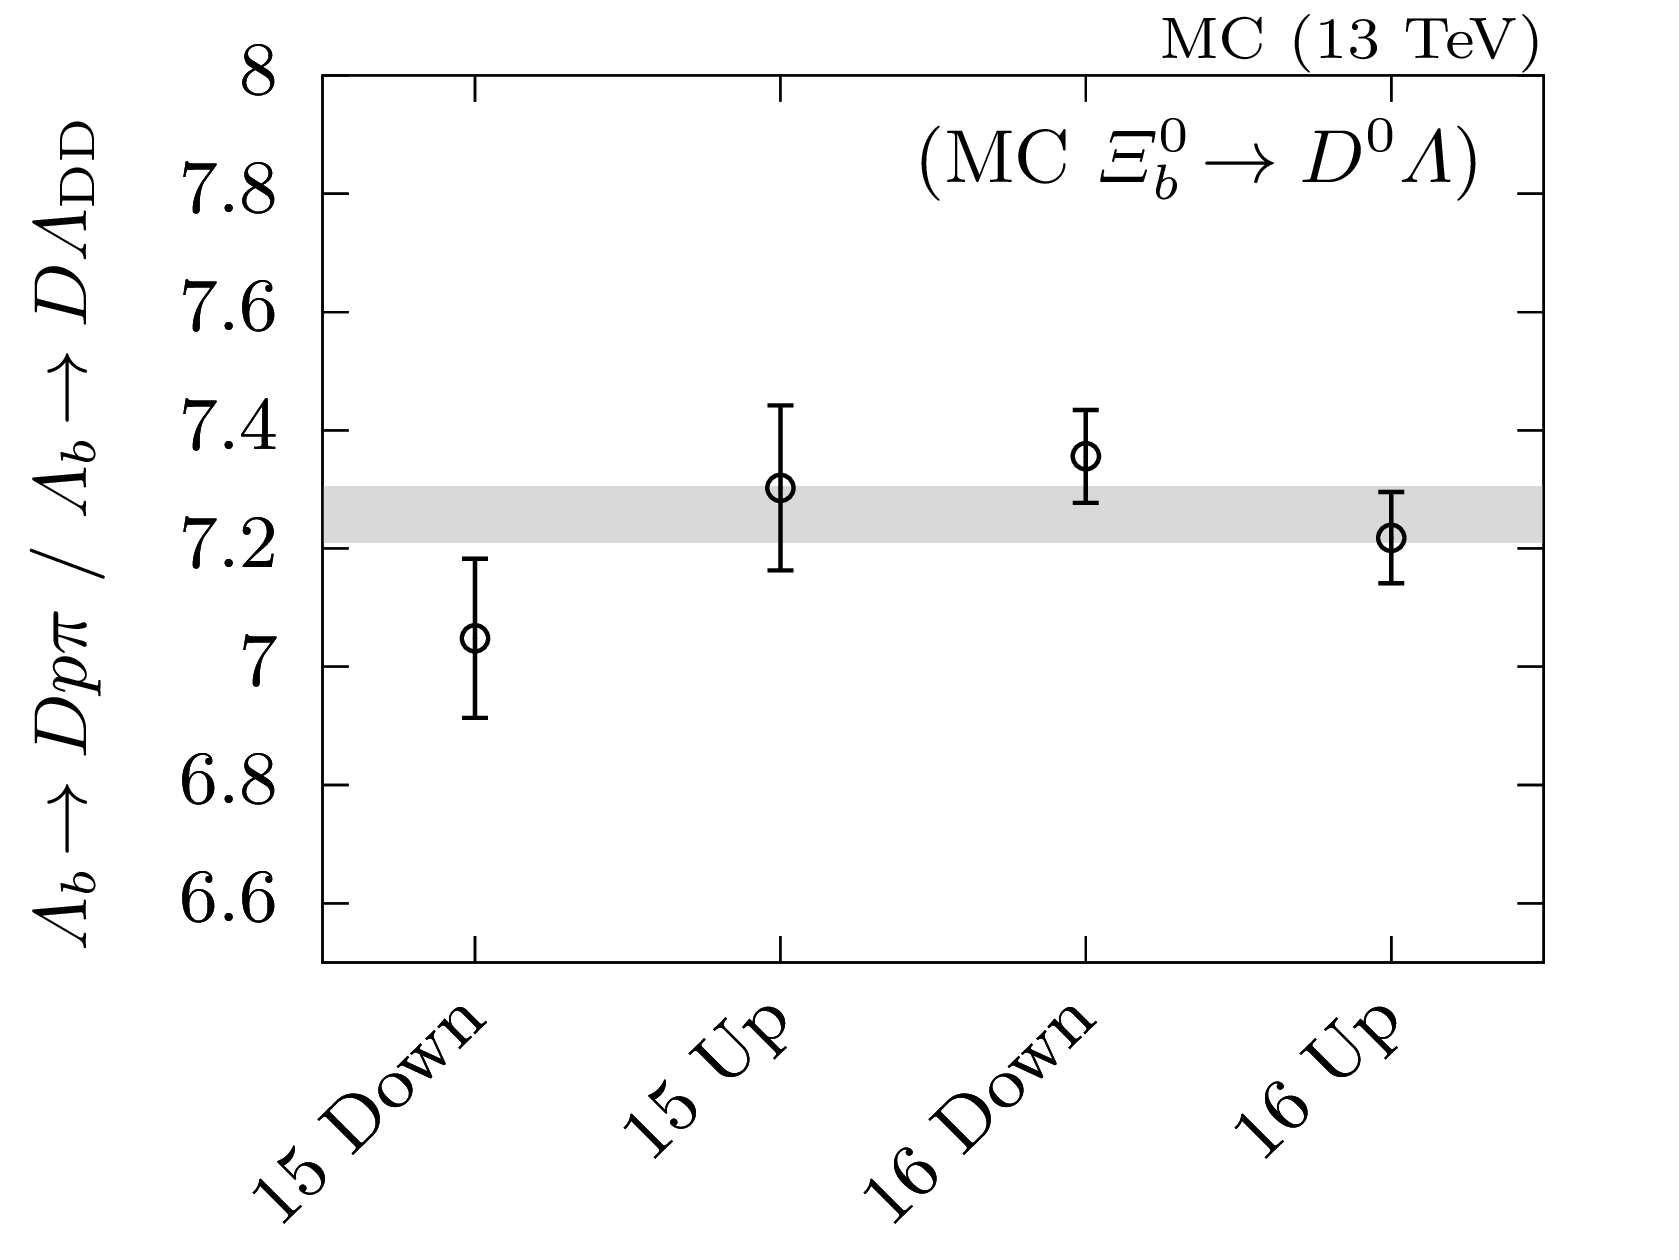 MC (13 TeV)
(MC Ξ_b^0 → D^0 Λ)
Λ_b → Dpπ / Λ_b → DΛ_DD
8
7.8
7.6
7.4
7.2
7
6.8
6.6
15 Down
15 Up
16 Down
16 Up